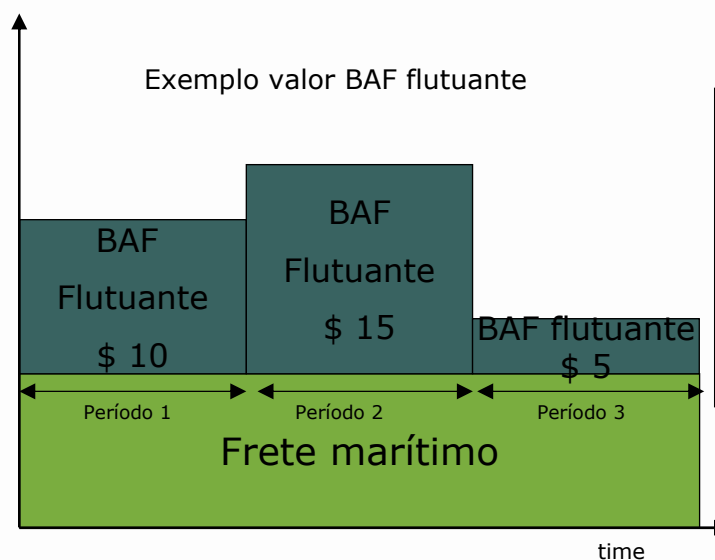 Exemplo valor BAF flutuante
BAF
Flutuante
$ 10
BAF
Flutuante
$ 15
BAF flutuante
$ 5
Período 1
Período 2
Período 3
Frete marítimo
time